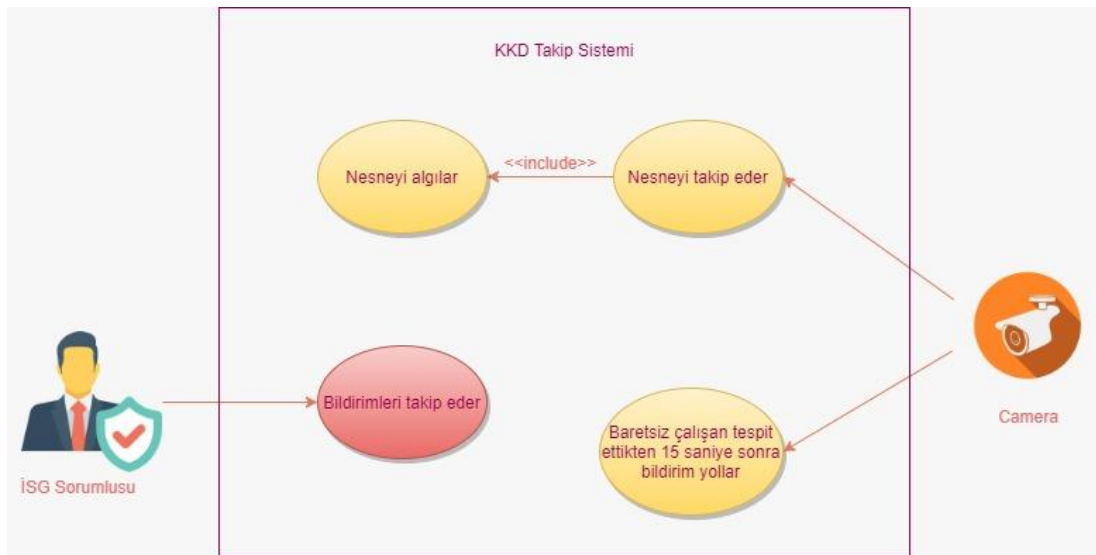 KKD Takip Sistemi
Nesneyi algılar
<<include>>
Nesneyi takip eder
Bildirimleri takip eder
Baretsiz çalışan tespit
ettikten 15 saniye sonra
bildirim yollar
Camera
İSG Sorumlusu